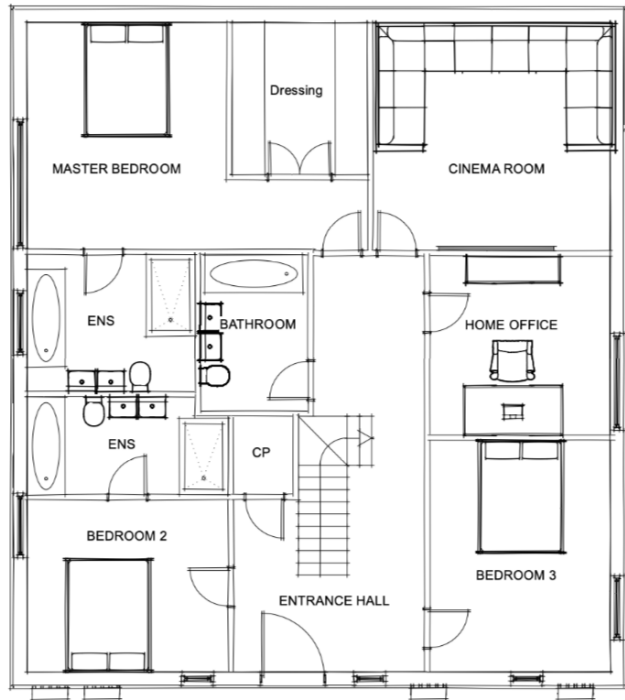 Dressing
MASTER BEDROOM
CINEMA ROOM
ENS
BATHROOM
HOME OFFICE
ENS
CP
BEDROOM 2
BEDROOM 3
ENTRANCE HALL